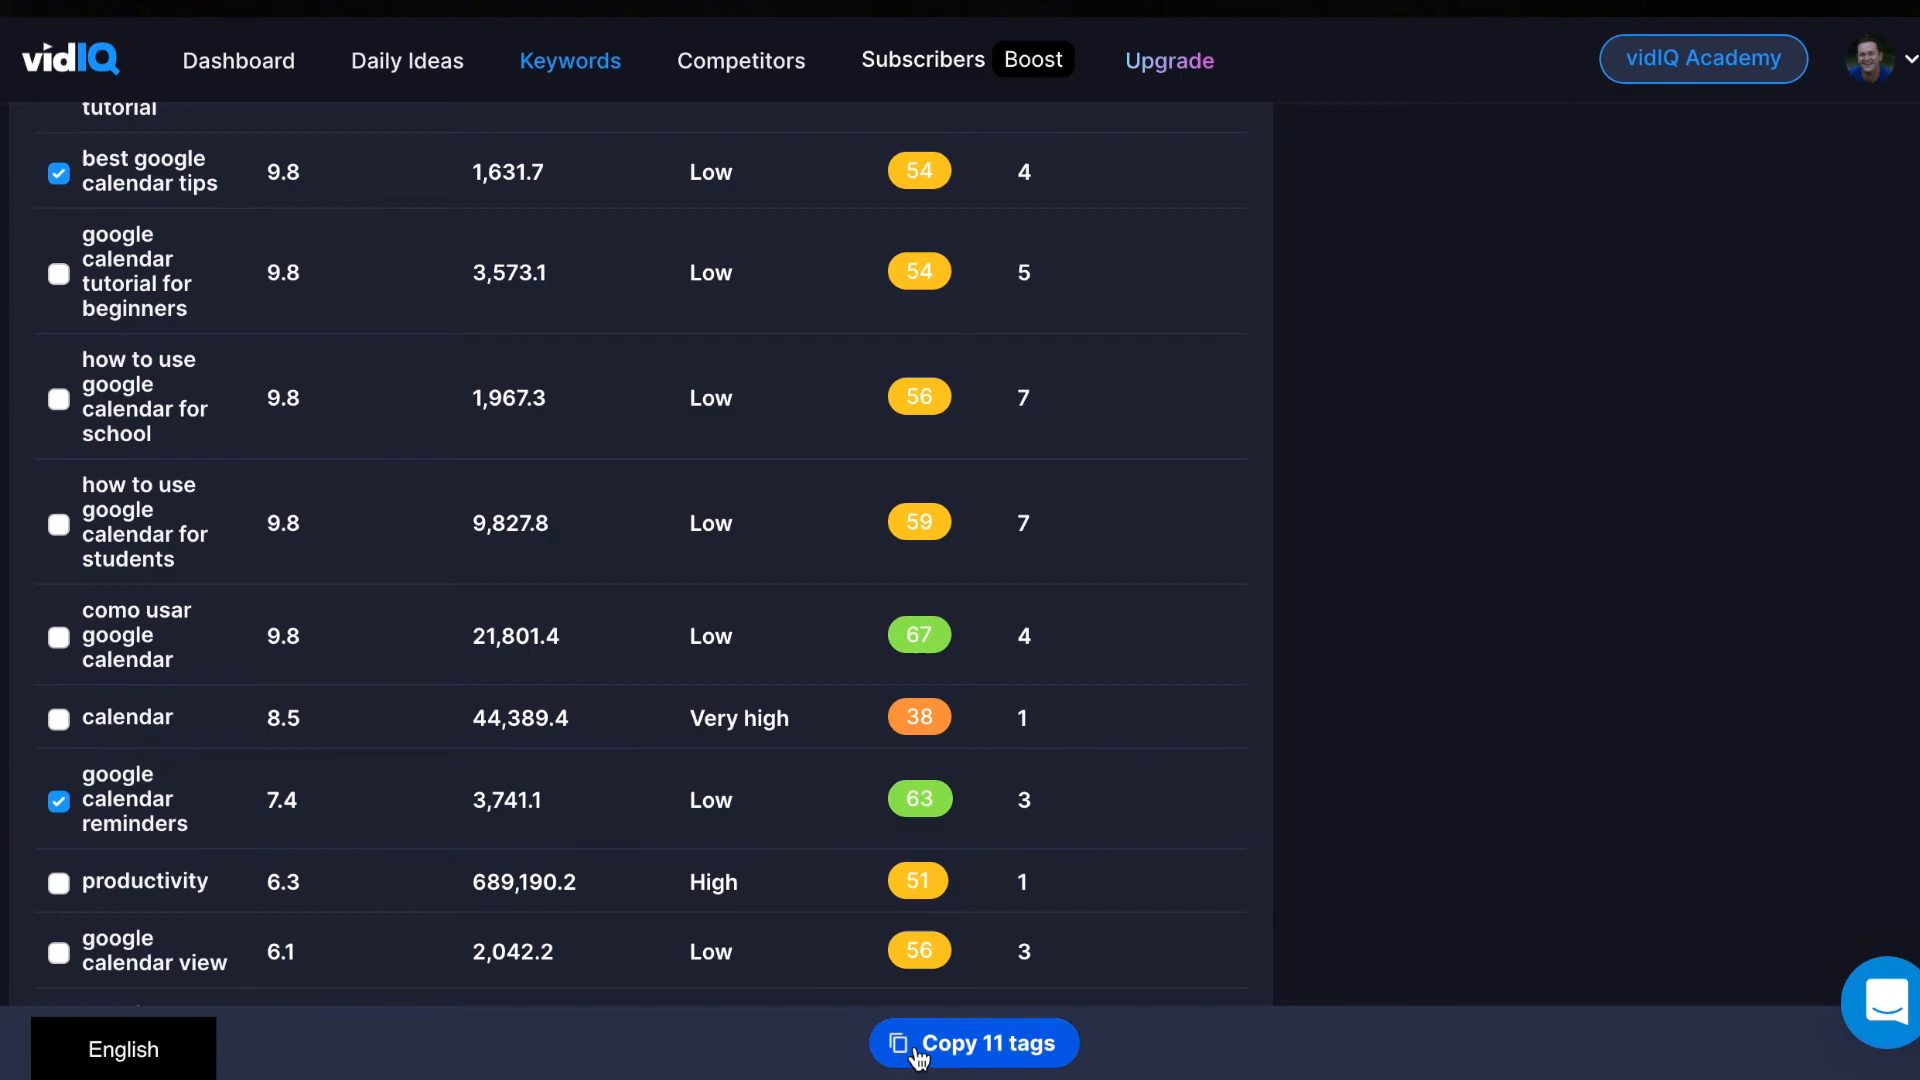 vidIQ Dashboard Daily Ideas Keywords Competitors Subscribers Boost Upgrade vidIQ Academy
tutorial
best google
calendar tips
9.8 1,631.7 Low 54 4
google
calendar
tutorial for
beginners
9.8 3,573.1 Low 54 5
how to use
google
calendar for
school
9.8 1,967.3 Low 56 7
how to use
google
calendar for
students
9.8 9,827.8 Low 59 7
como usar
google
calendar
9.8 21,801.4 Low 67 4
calendar 8.5 44,389.4 Very high 38 1
google
calendar
reminders
7.4 3,741.1 Low 63 3
productivity 6.3 689,190.2 High 51 1
google
calendar view
6.1 2,042.2 Low 56 3
English
Copy 11 tags